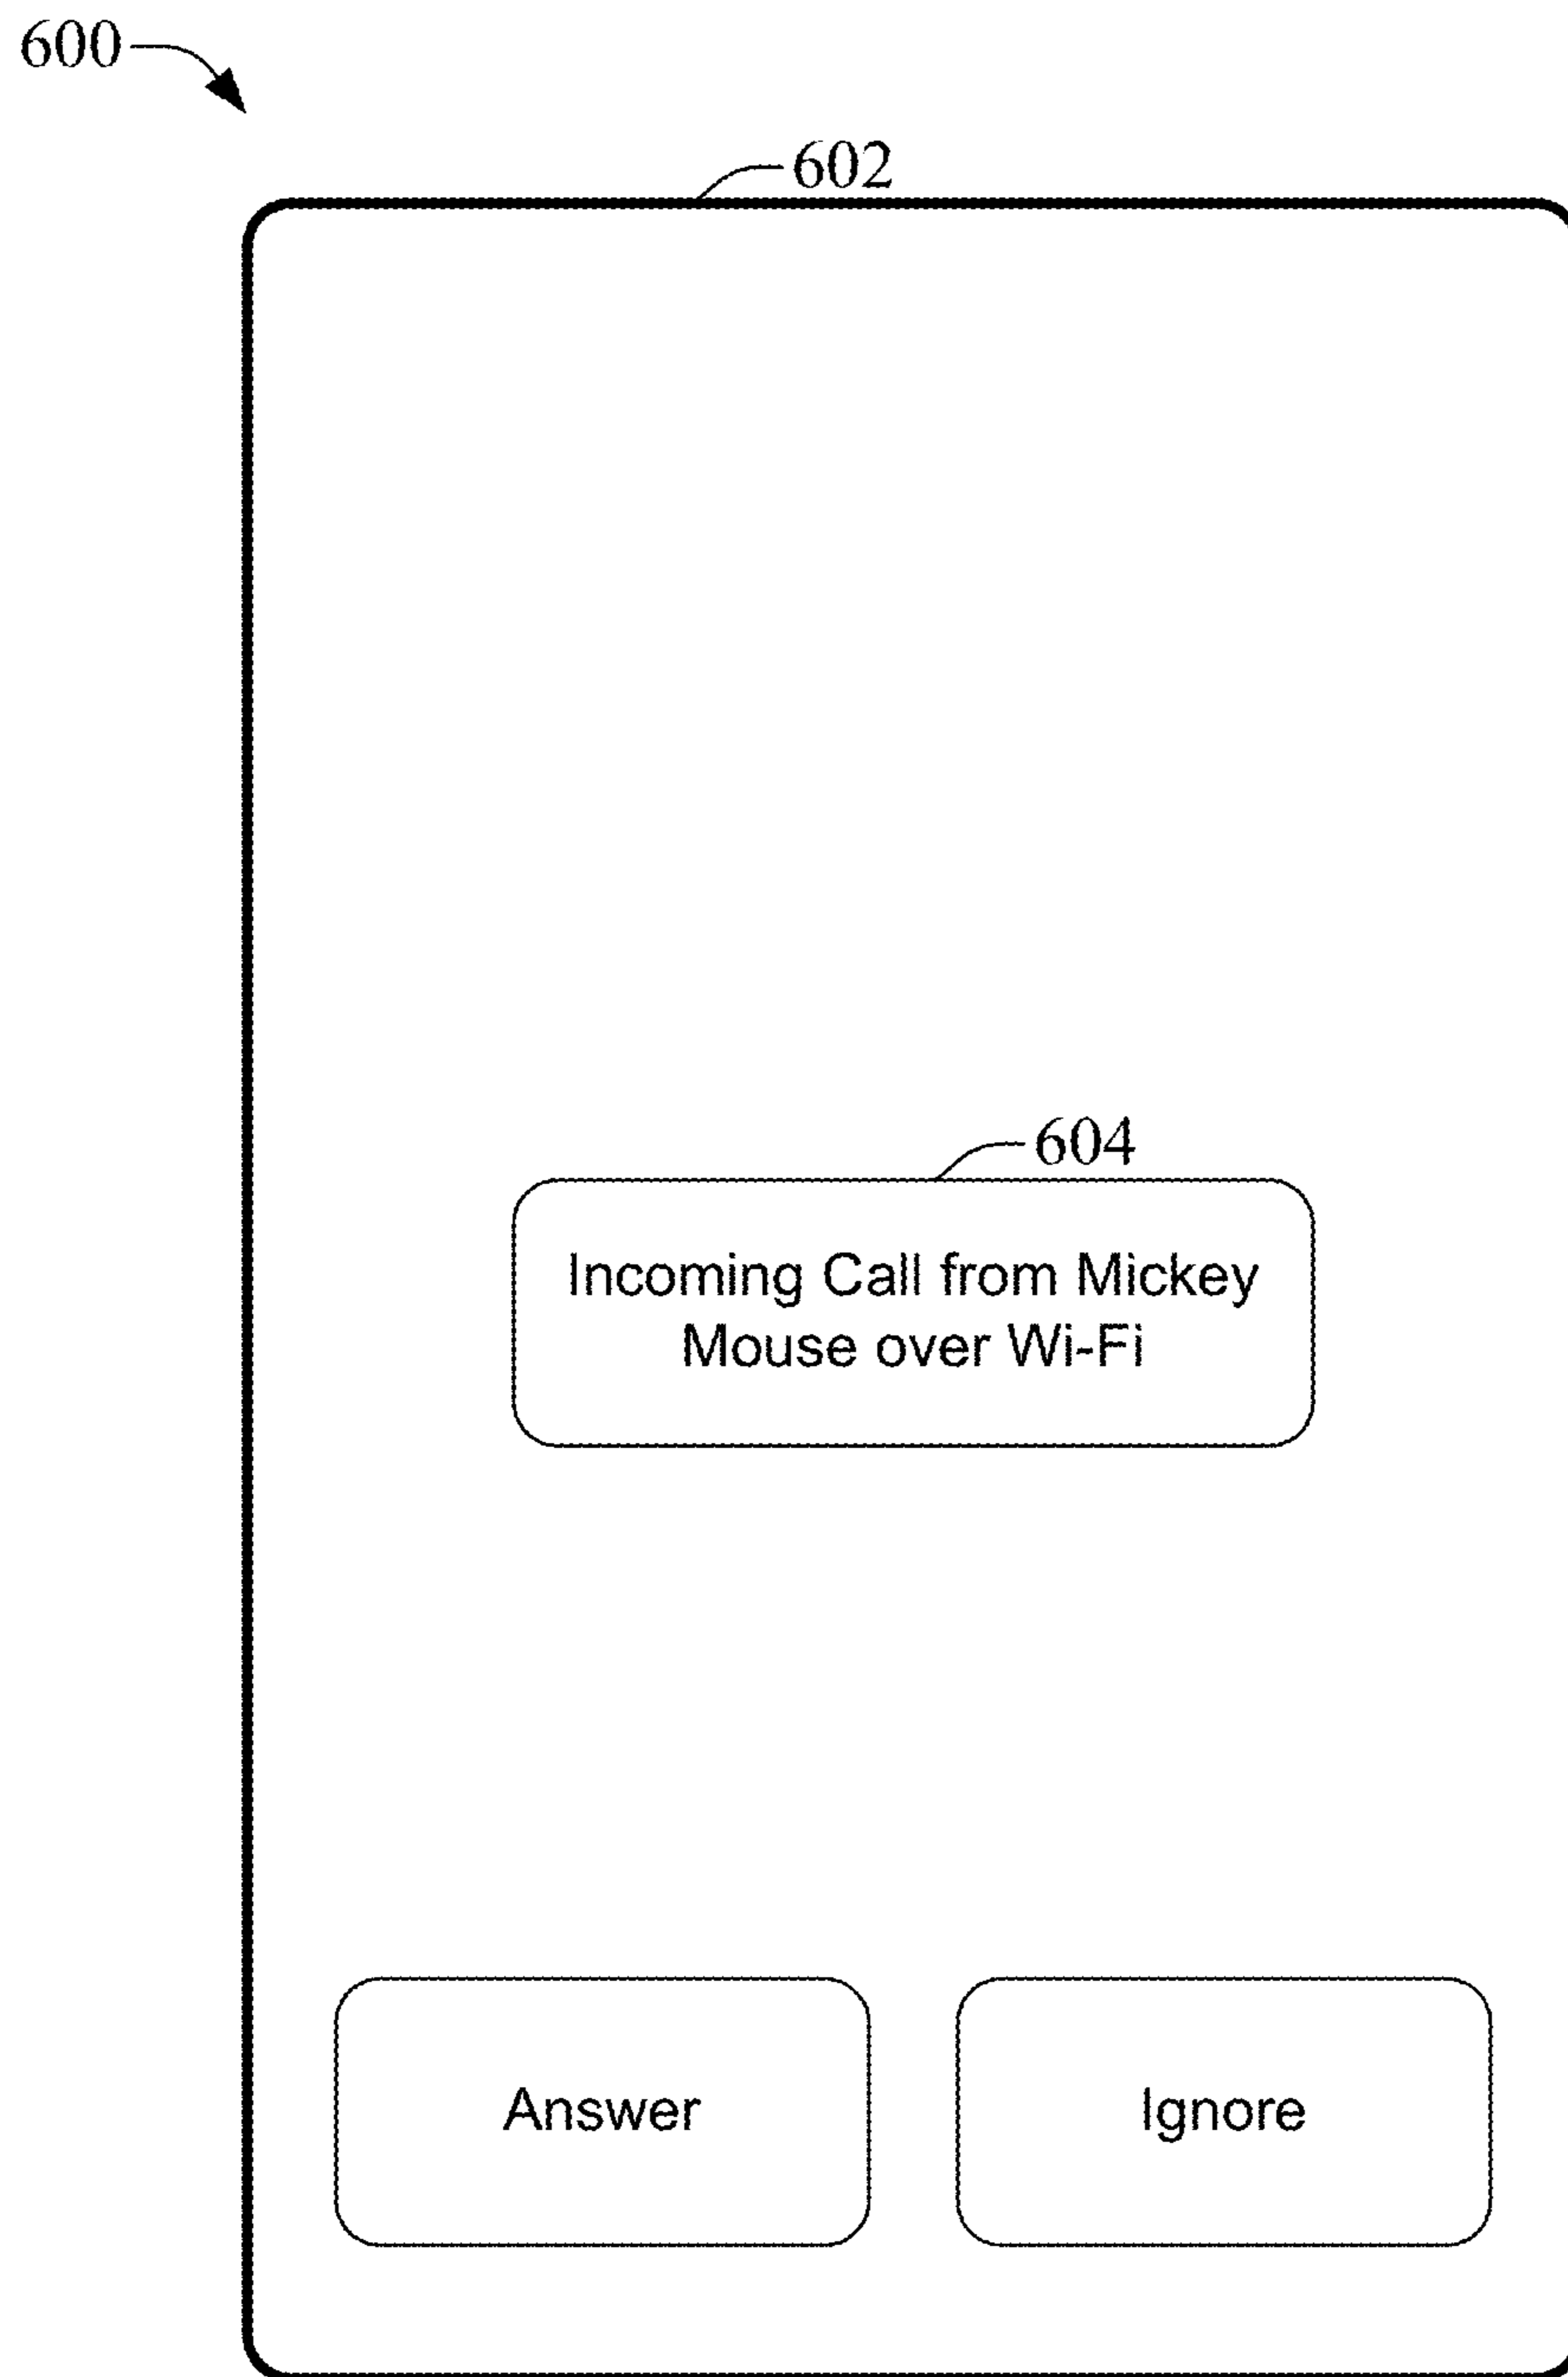 600
602
604
Incoming Call from Mickey
Mouse over Wi-Fi
Answer
Ignore